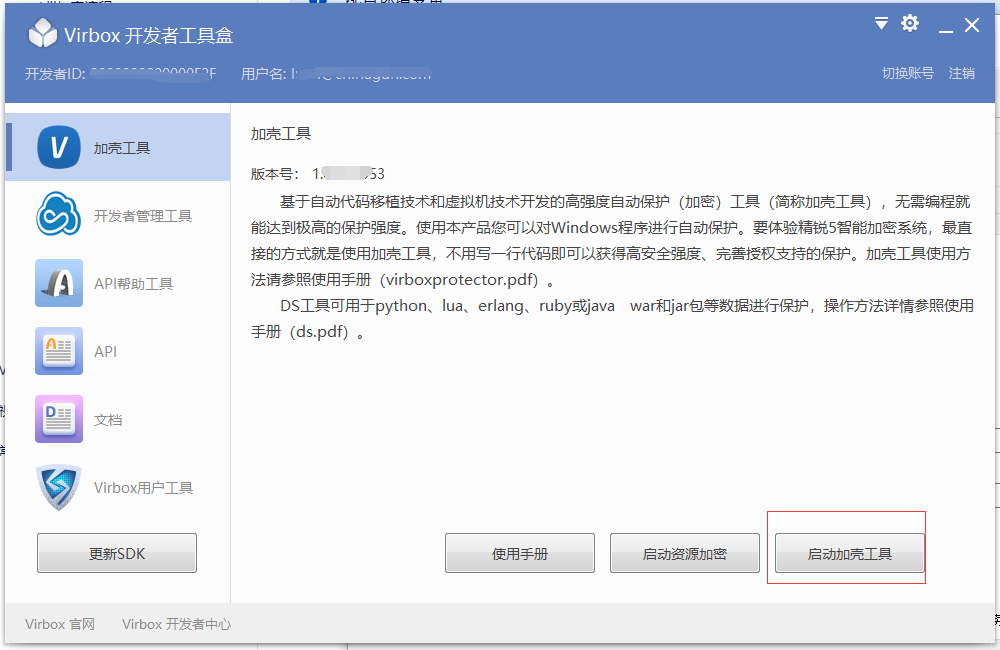 Virbox 开发者工具盒
开发者ID:
用户名:
切换账号 注销
加壳工具
开发者管理工具
API帮助工具
API
文档
Virbox用户工具
更新SDK
加壳工具
版本号： 1. 53
基于自动代码移植技术和虚拟机技术开发的高强度自动保护（加密）工具（简称加壳工具），无需编程就
能达到极高的保护强度。使用本产品您可以对Windows程序进行自动保护。要体验精锐5智能加密系统，最直
接的方式就是使用加壳工具，不用写一行代码即可以获得高安全强度、完善授权支持的保护。加壳工具使用方
法请参照使用手册（virboxprotector.pdf）。
DS工具可用于python、lua、erlang、ruby或java war和jar包等数据进行保护，操作方法详情参照使用
手册（ds.pdf）。
使用手册 启动资源加密 启动加壳工具
Virbox 官网 Virbox 开发者中心